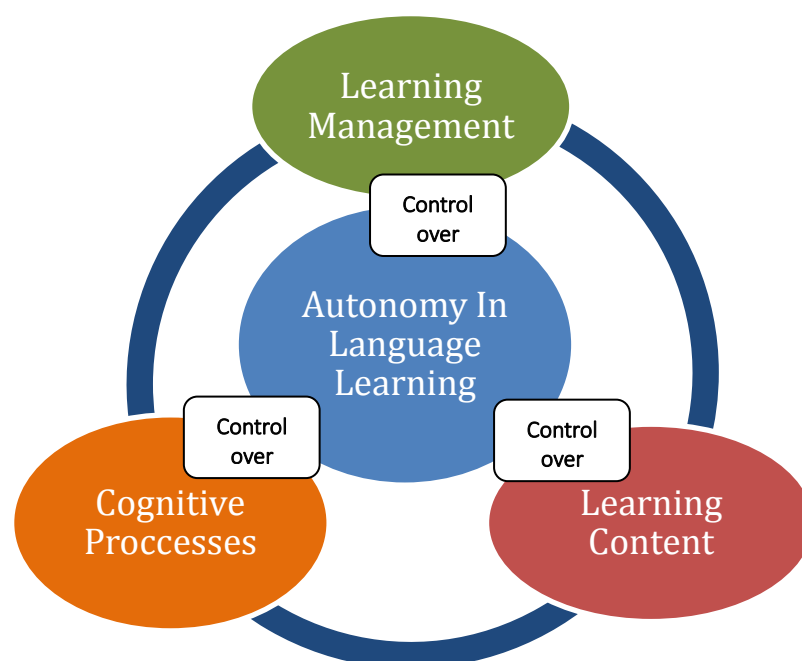 Learning
Management
Control
over
Autonomy In
Language
Learning
Control
over
Control
over
Cognitive
Proccesses
Learning
Content